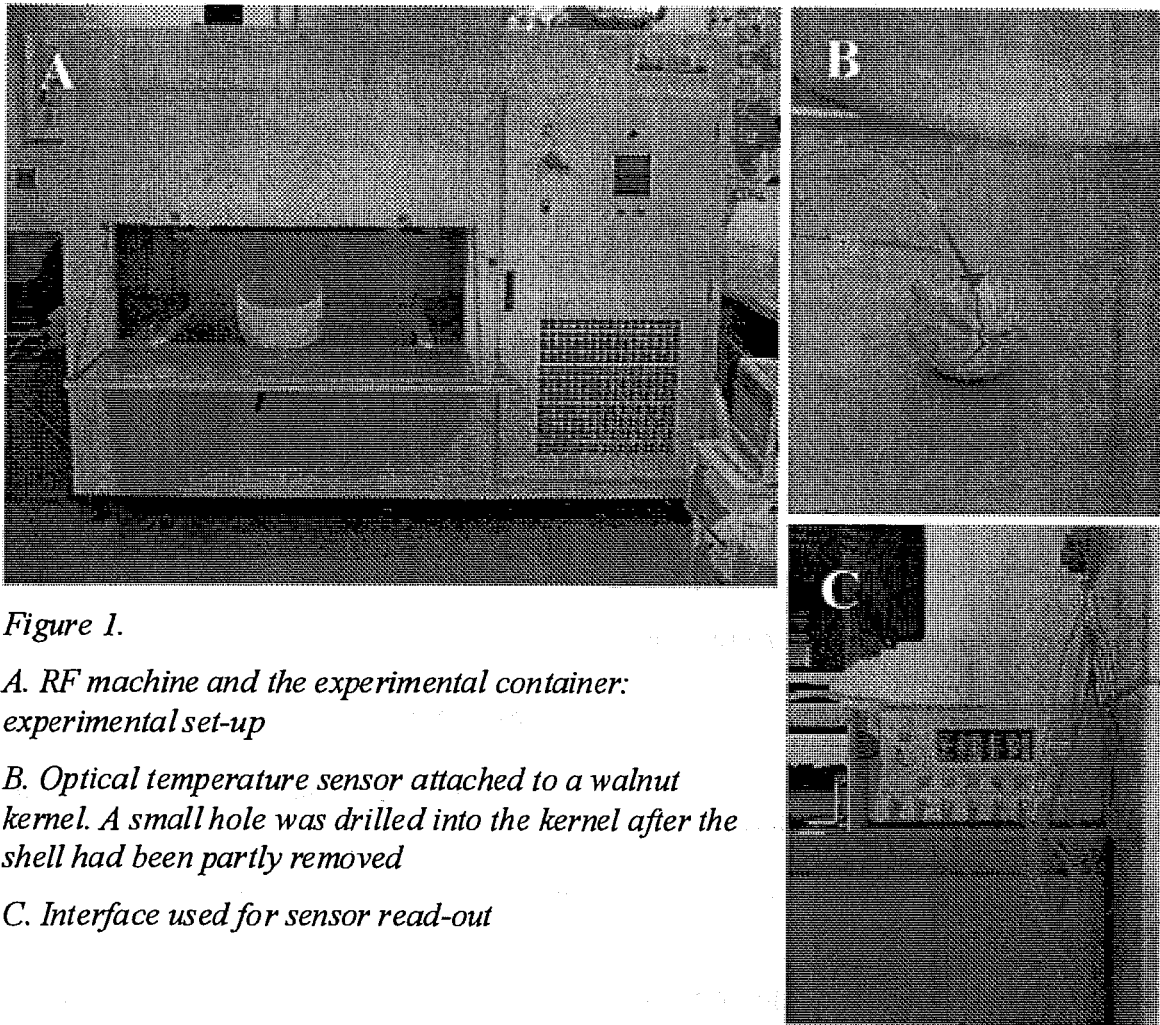 A
B
C
Figure 1.
A. RF machine and the experimental container:
experimental set-up
B. Optical temperature sensor attached to a walnut
kernel. A small hole was drilled into the kernel after the
shell had been partly removed
C. Interface used for sensor read-out